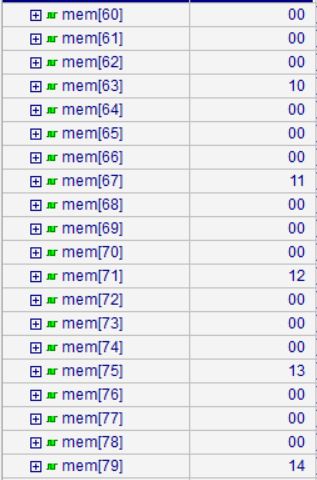 mem[60] 00
mem[61] 00
mem[62] 00
mem[63] 10
mem[64] 00
mem[65] 00
mem[66] 00
mem[67] 11
mem[68] 00
mem[69] 00
mem[70] 00
mem[71] 12
mem[72] 00
mem[73] 00
mem[74] 00
mem[75] 13
mem[76] 00
mem[77] 00
mem[78] 00
mem[79] 14